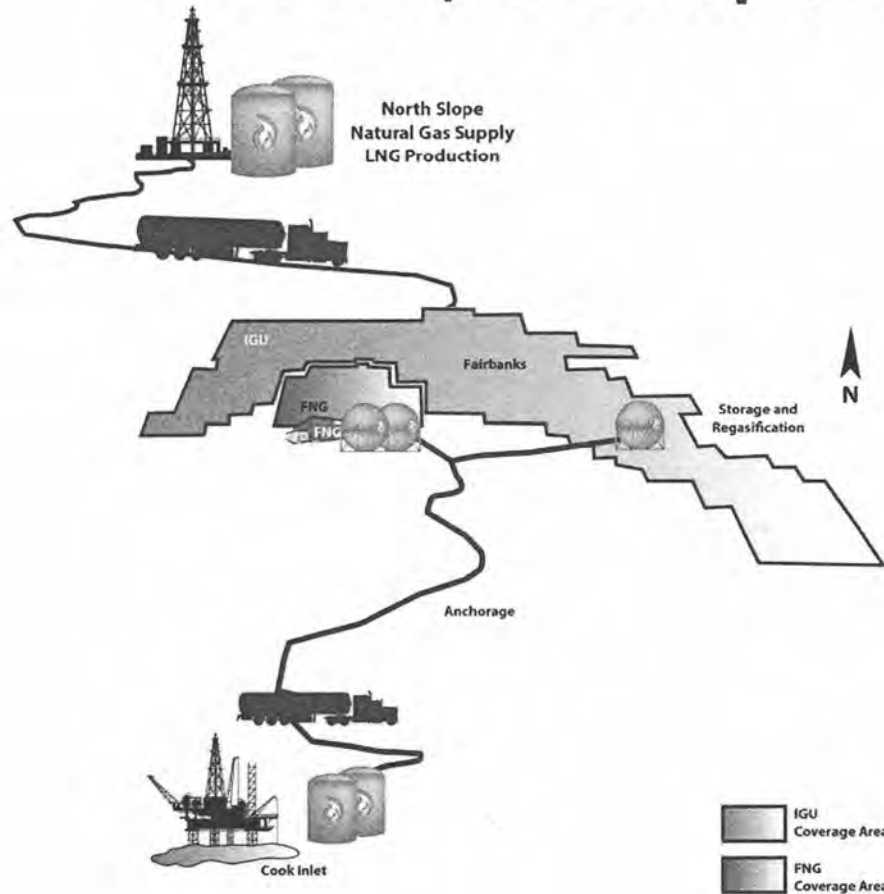 North Slope
Natural Gas Supply
LNG Production
IGU
Fairbanks
FNG
FNG
Storage and
Regasification
N
Anchorage
Cook Inlet
IGU
Coverage Area
FNG
Coverage Area